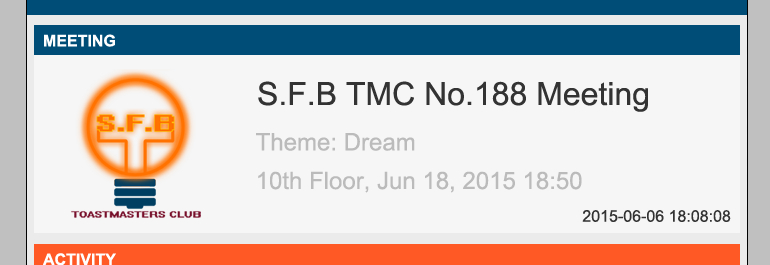 MEETING
S.F.B
TOASTMASTERS CLUB
S.F.B TMC No.188 Meeting
Theme: Dream
10th Floor, Jun 18, 2015 18:50
2015-06-06 18:08:08
ACTIVITY